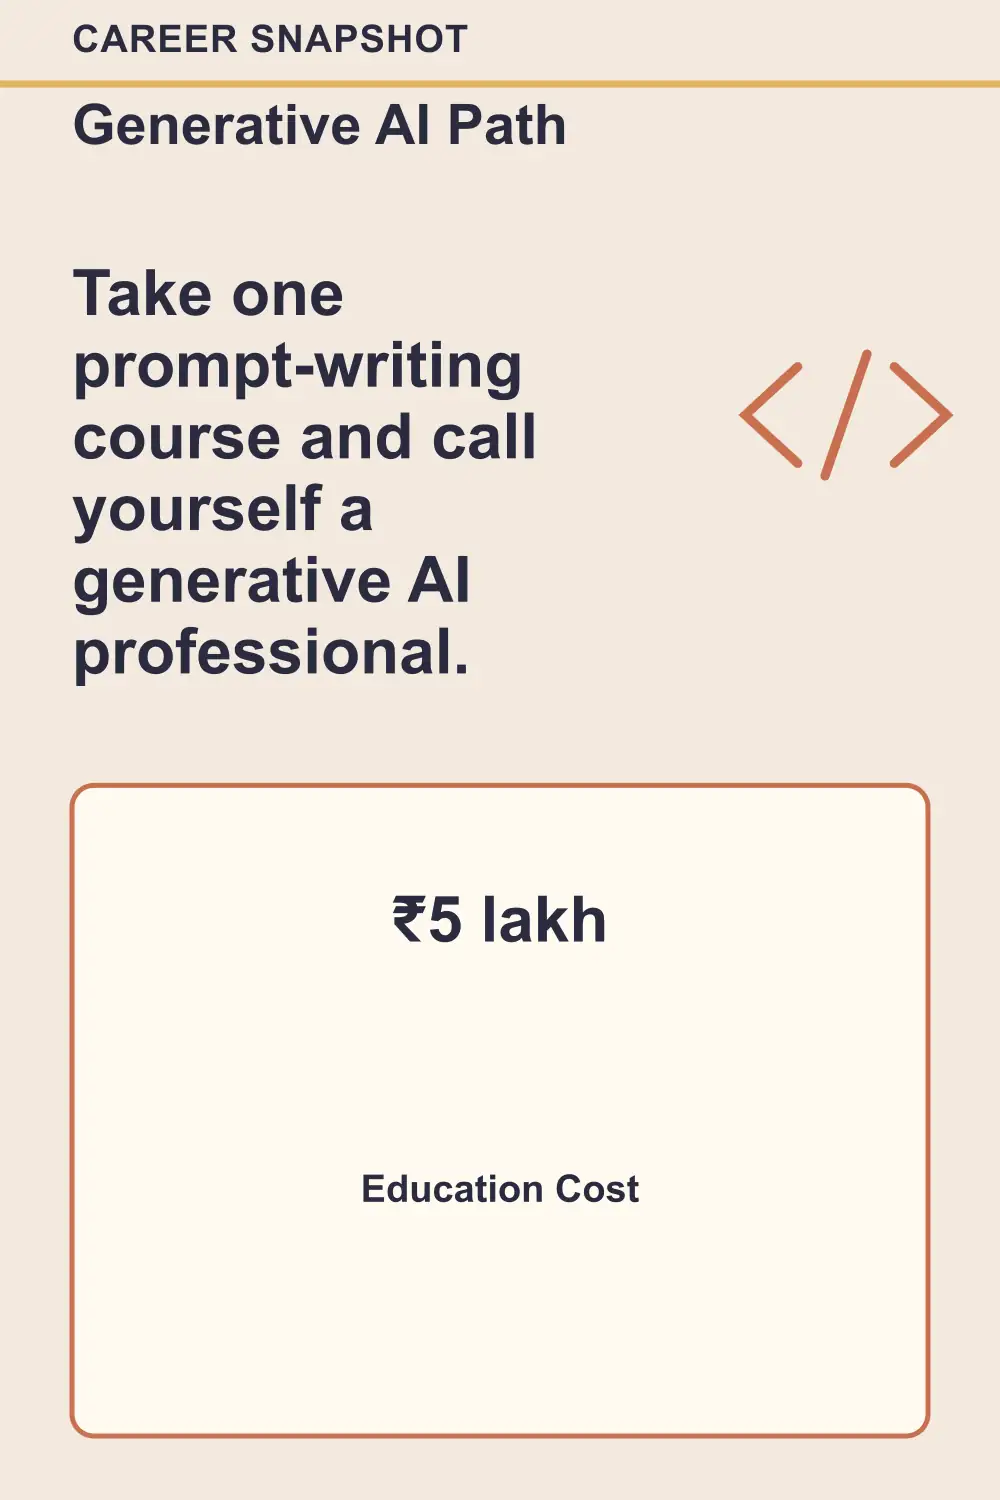 CAREER SNAPSHOT
Generative AI Path
Take one
prompt-writing
course and call
yourself a
generative AI
professional.
₹5 lakh
Education Cost